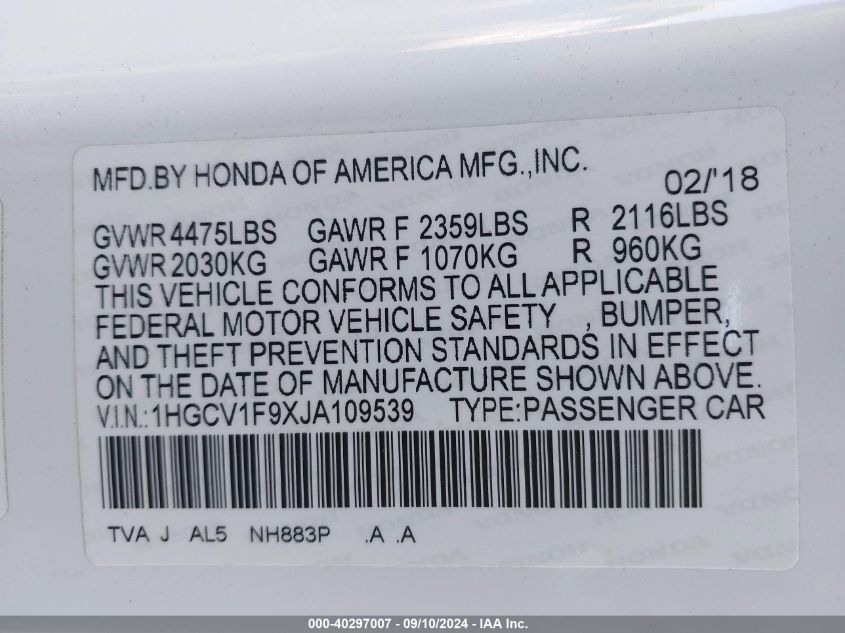 MFD.BY HONDA OF AMERICA MFG.,INC. 02/'18
GVWR 4475LBS GAWR F 2359LBS R 2116LBS
GVWR 2030KG GAWR F 1070KG R 960KG
THIS VEHICLE CONFORMS TO ALL APPLICABLE
FEDERAL MOTOR VEHICLE SAFETY , BUMPER,
AND THEFT PREVENTION STANDARDS IN EFFECT
ON THE DATE OF MANUFACTURE SHOWN ABOVE.
V.I.N.:1HGCV1F9XJA109539 TYPE:PASSENGER CAR
TVA J AL5 NH883P .A .A
000-40297007 - 09/10/2024 - IAA Inc.